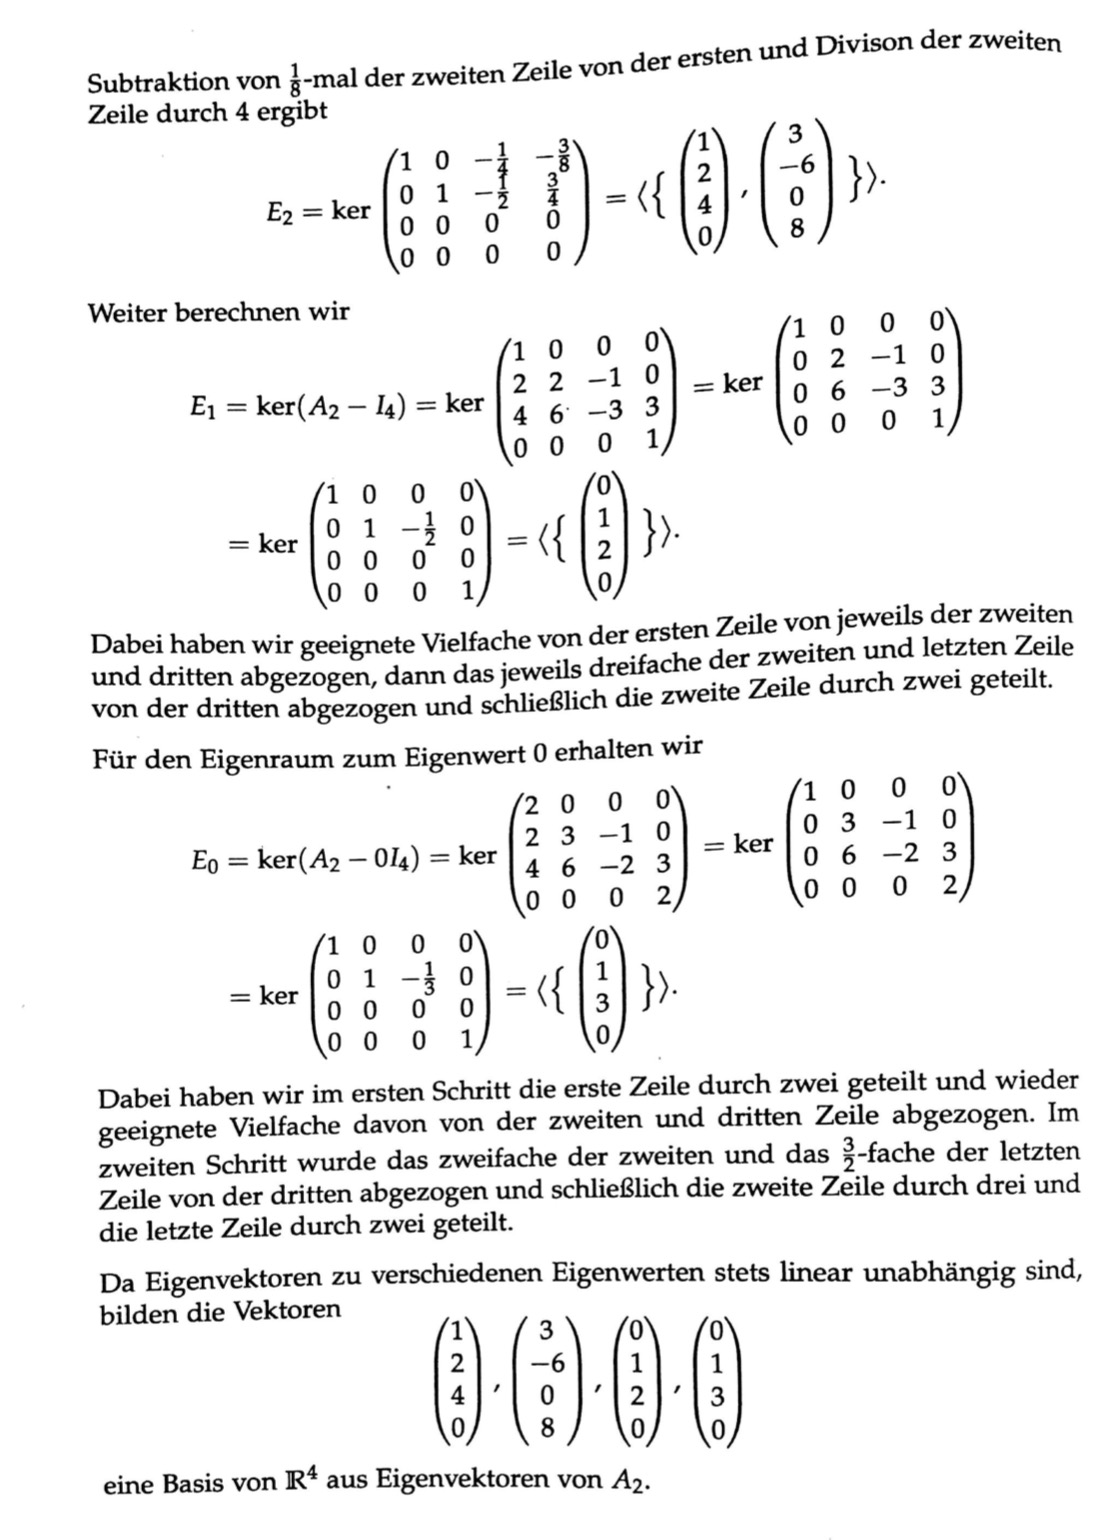 Subtraktion von $\frac{1}{8}$-mal der zweiten Zeile von der ersten und Divison der zweiten
Zeile durch 4 ergibt
$E_2 = \ker \begin{pmatrix} 1 & 0 & -\frac{1}{4} & -\frac{3}{8} \\ 0 & 1 & -\frac{1}{2} & \frac{3}{4} \\ 0 & 0 & 0 & 0 \\ 0 & 0 & 0 & 0 \end{pmatrix} = \langle\{ \begin{pmatrix} 1 \\ 2 \\ 4 \\ 0 \end{pmatrix}, \begin{pmatrix} 3 \\ -6 \\ 0 \\ 8 \end{pmatrix} \}\rangle.$
Weiter berechnen wir
$E_1 = \ker(A_2 - I_4) = \ker \begin{pmatrix} 1 & 0 & 0 & 0 \\ 2 & 2 & -1 & 0 \\ 4 & 6 & -3 & 3 \\ 0 & 0 & 0 & 1 \end{pmatrix} = \ker \begin{pmatrix} 1 & 0 & 0 & 0 \\ 0 & 2 & -1 & 0 \\ 0 & 6 & -3 & 3 \\ 0 & 0 & 0 & 1 \end{pmatrix}$
$= \ker \begin{pmatrix} 1 & 0 & 0 & 0 \\ 0 & 1 & -\frac{1}{2} & 0 \\ 0 & 0 & 0 & 0 \\ 0 & 0 & 0 & 1 \end{pmatrix} = \langle\{ \begin{pmatrix} 0 \\ 1 \\ 2 \\ 0 \end{pmatrix} \}\rangle.$
Dabei haben wir geeignete Vielfache von der ersten Zeile von jeweils der zweiten
und dritten abgezogen, dann das jeweils dreifache der zweiten und letzten Zeile
von der dritten abgezogen und schließlich die zweite Zeile durch zwei geteilt.
Für den Eigenraum zum Eigenwert 0 erhalten wir
$E_0 = \ker(A_2 - 0I_4) = \ker \begin{pmatrix} 2 & 0 & 0 & 0 \\ 2 & 3 & -1 & 0 \\ 4 & 6 & -2 & 3 \\ 0 & 0 & 0 & 2 \end{pmatrix} = \ker \begin{pmatrix} 1 & 0 & 0 & 0 \\ 0 & 3 & -1 & 0 \\ 0 & 6 & -2 & 3 \\ 0 & 0 & 0 & 2 \end{pmatrix}$
$= \ker \begin{pmatrix} 1 & 0 & 0 & 0 \\ 0 & 1 & -\frac{1}{3} & 0 \\ 0 & 0 & 0 & 0 \\ 0 & 0 & 0 & 1 \end{pmatrix} = \langle\{ \begin{pmatrix} 0 \\ 1 \\ 3 \\ 0 \end{pmatrix} \}\rangle.$
Dabei haben wir im ersten Schritt die erste Zeile durch zwei geteilt und wieder
geeignete Vielfache davon von der zweiten und dritten Zeile abgezogen. Im
zweiten Schritt wurde das zweifache der zweiten und das $\frac{3}{2}$-fache der letzten
Zeile von der dritten abgezogen und schließlich die zweite Zeile durch drei und
die letzte Zeile durch zwei geteilt.
Da Eigenvektoren zu verschiedenen Eigenwerten stets linear unabhängig sind,
bilden die Vektoren
$\begin{pmatrix} 1 \\ 2 \\ 4 \\ 0 \end{pmatrix}, \begin{pmatrix} 3 \\ -6 \\ 0 \\ 8 \end{pmatrix}, \begin{pmatrix} 0 \\ 1 \\ 2 \\ 0 \end{pmatrix}, \begin{pmatrix} 0 \\ 1 \\ 3 \\ 0 \end{pmatrix}$
eine Basis von $\mathbb{R}^4$ aus Eigenvektoren von $A_2$.